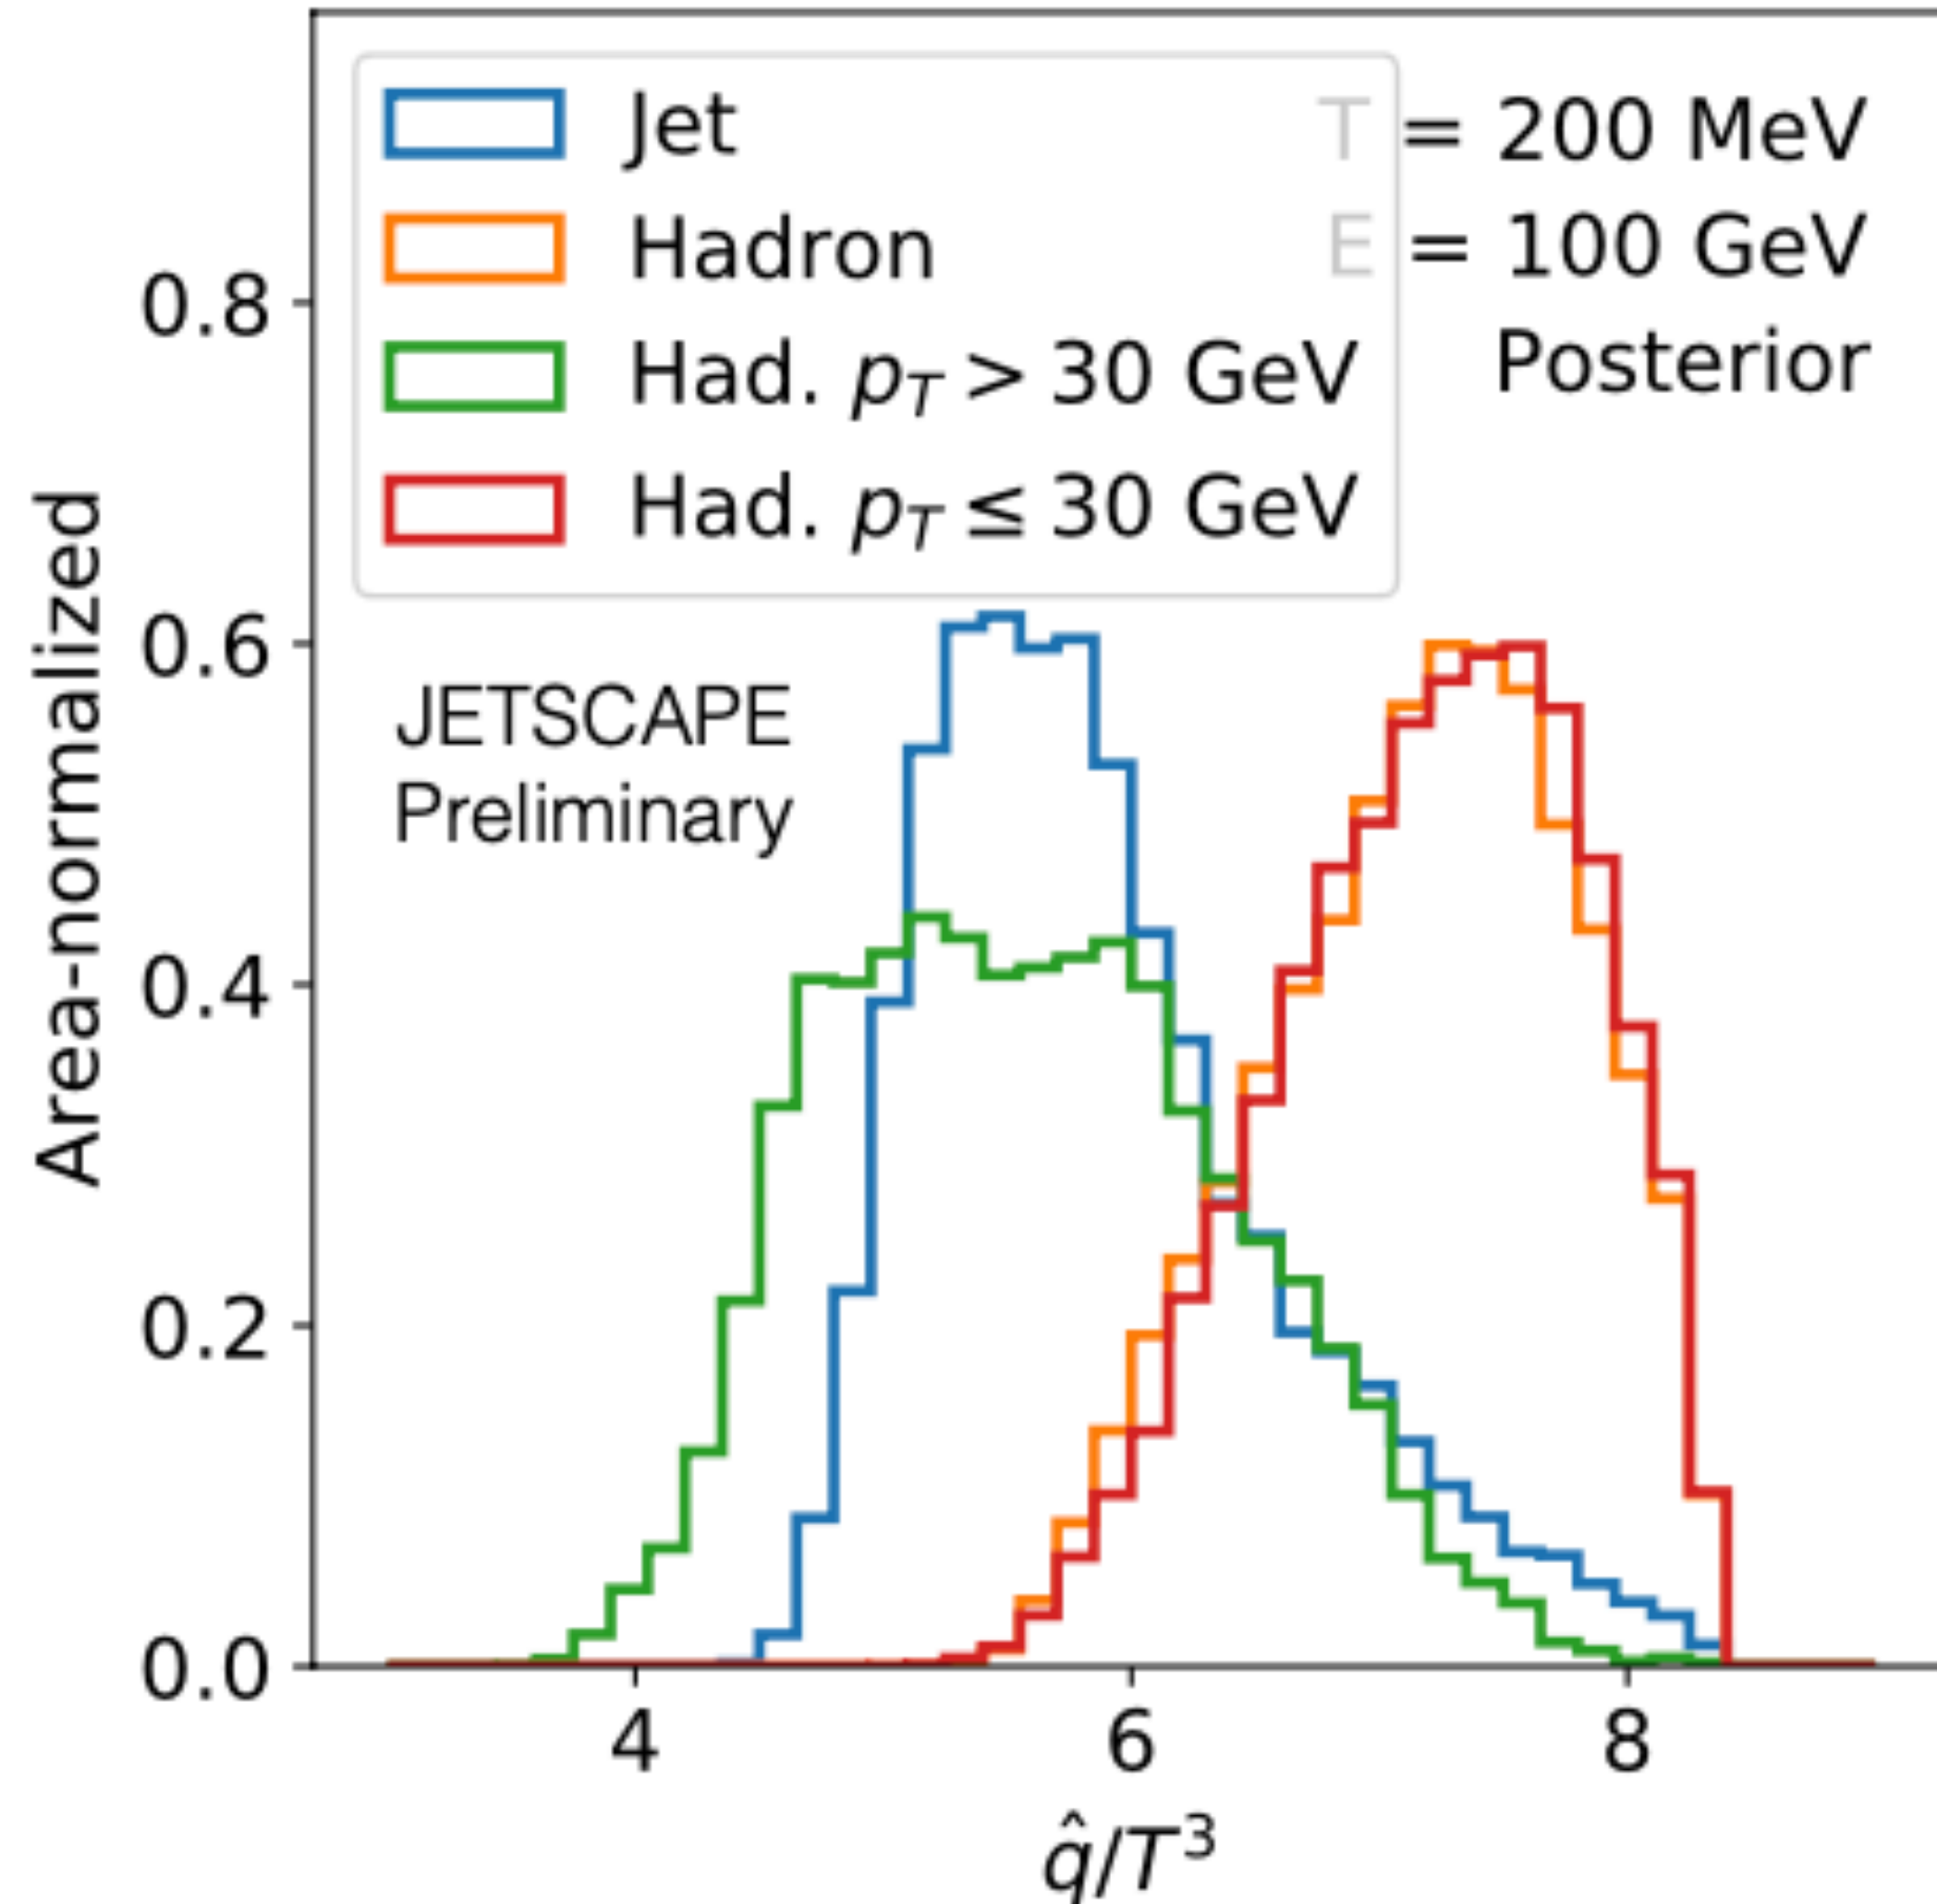 Jet
Hadron
Had. p_T > 30 GeV
Had. p_T ≤ 30 GeV
T = 200 MeV
E = 100 GeV
Posterior
JETSCAPE
Preliminary
Area-normalized
0.8
0.6
0.4
0.2
0.0
4 6 8
q̂/T³